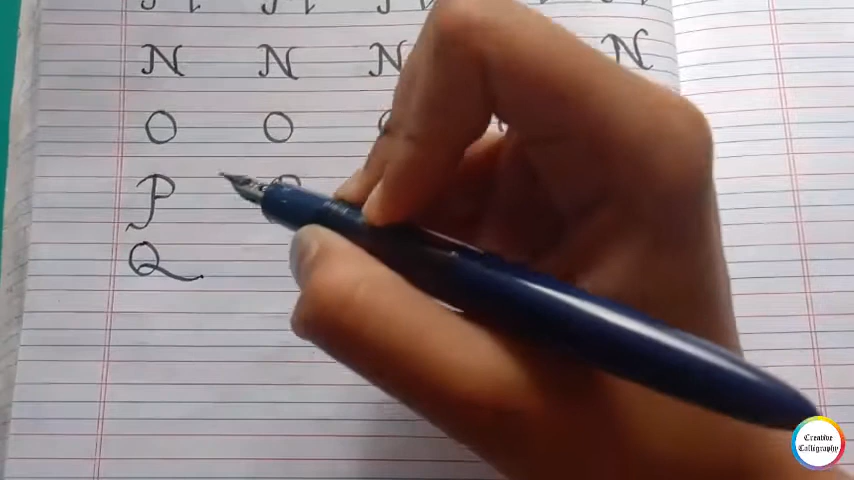 N N N N
O O
P P
Q
Creative
Calligraphy